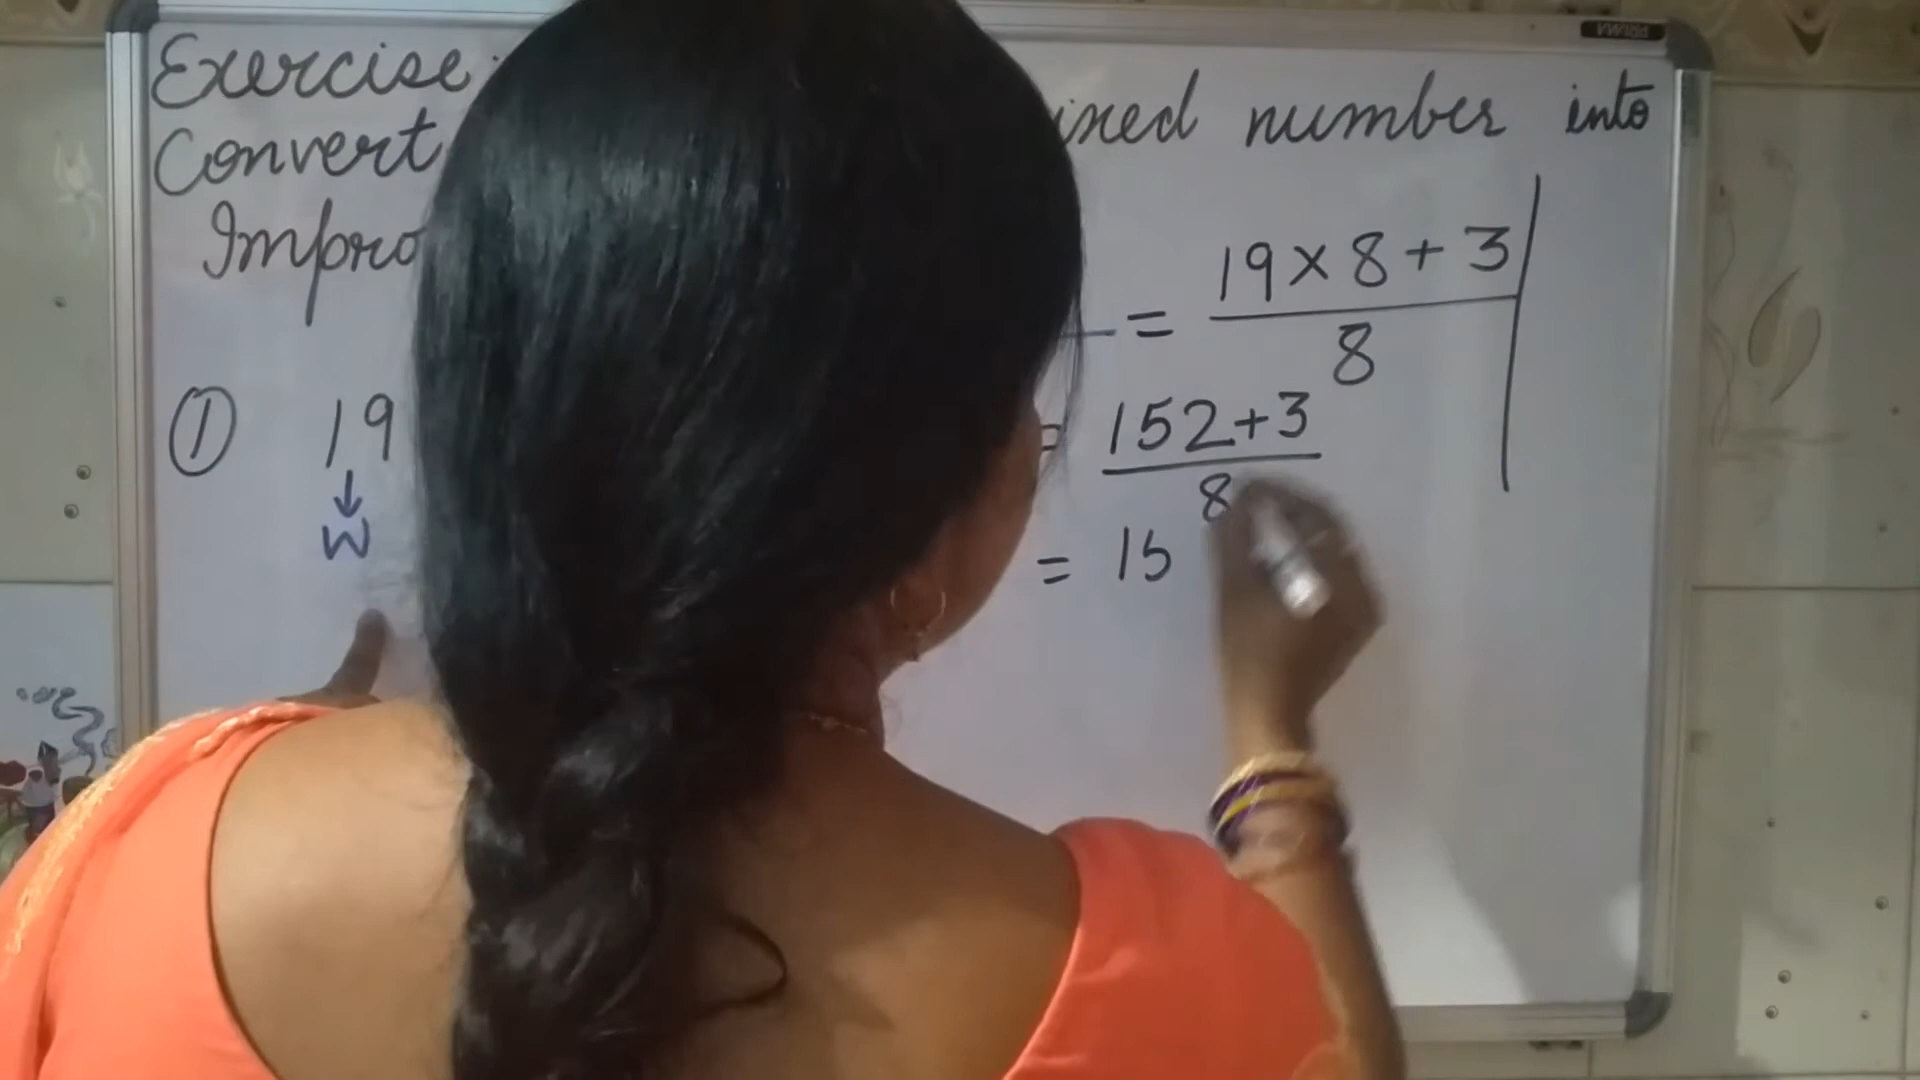 Exercise
ixed number into
Convert
Impro
= 19 × 8 + 3
8
① 19
= 152 + 3
8
↓
W
= 15